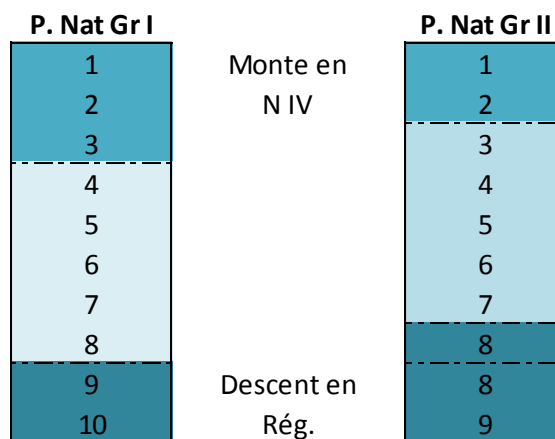 P. Nat Gr I P. Nat Gr II
1 Monte en 1
2 N IV 2
3 3
4 4
5 5
6 6
7 7
8 8
9 Descent en 8
10 Rég. 9